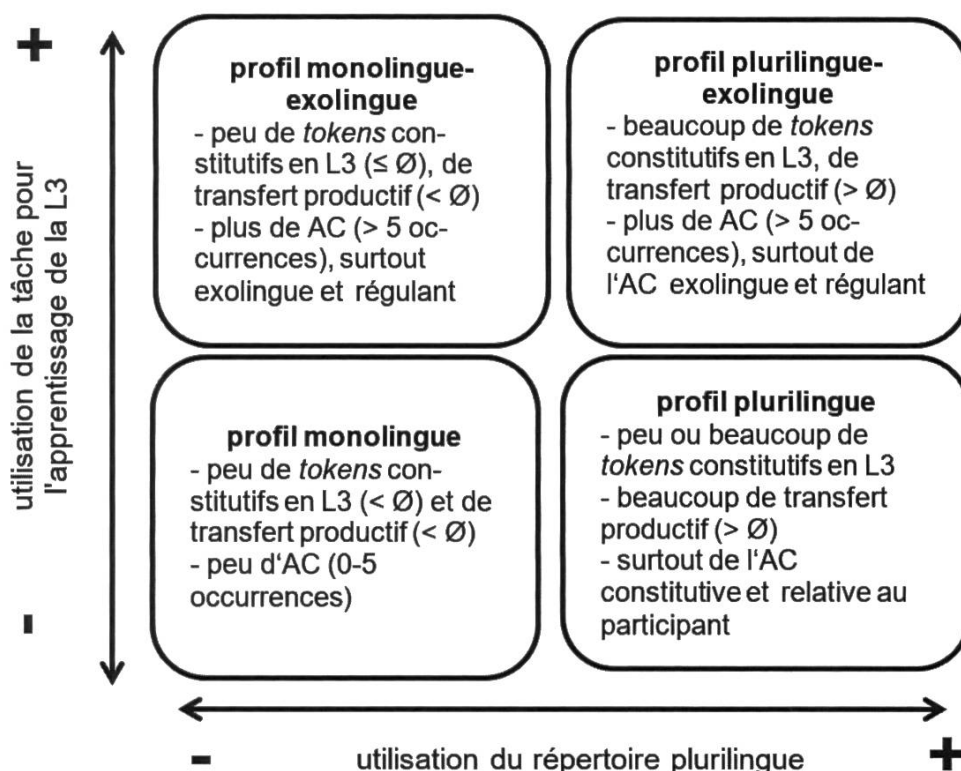 +
utilisation de la tâche pour
l'apprentissage de la L3
-
profil monolingue-
exolingue
- peu de tokens con-
stitutifs en L3 (≤ Ø), de
transfert productif (< Ø)
- plus de AC (> 5 oc-
currences), surtout
exolingue et régulant
profil plurilingue-
exolingue
- beaucoup de tokens
constitutifs en L3, de
transfert productif (> Ø)
- plus de AC (> 5 oc-
currences), surtout de
l‘AC exolingue et régulant
profil monolingue
- peu de tokens con-
stitutifs en L3 (< Ø) et de
transfert productif (< Ø)
- peu d‘AC (0-5
occurrences)
profil plurilingue
- peu ou beaucoup de
tokens constitutifs en L3
- beaucoup de transfert
productif (> Ø)
- surtout de l‘AC
constitutive et relative au
participant
- utilisation du répertoire plurilingue +